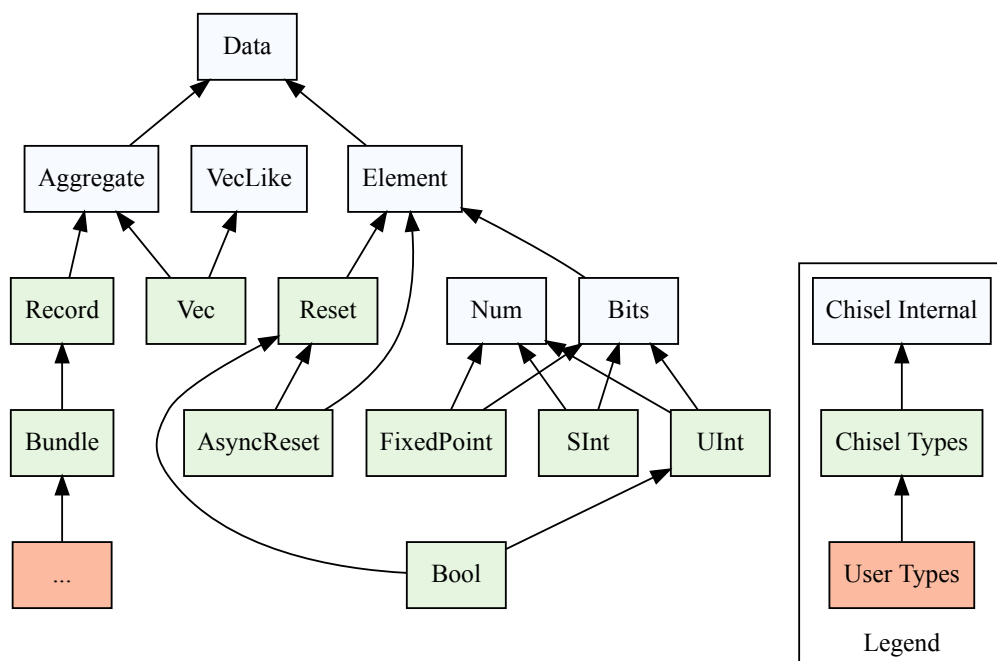 Data
Aggregate
VecLike
Element
Record
Vec
Reset
Num
Bits
Chisel Internal
Bundle
AsyncReset
FixedPoint
SInt
UInt
Chisel Types
...
Bool
User Types
Legend